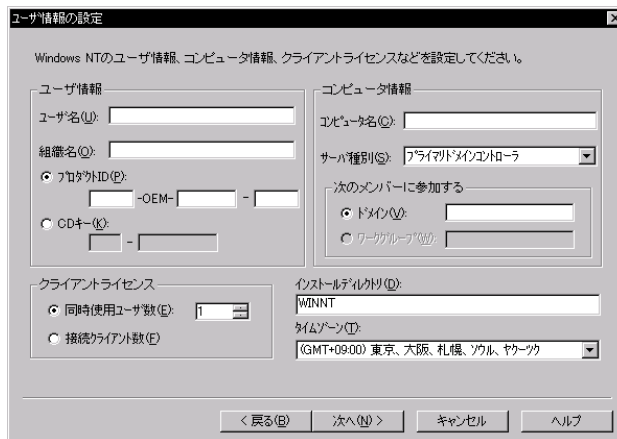 ユーザ情報の設定
Windows NTのユーザ情報、コンピュータ情報、クライアントライセンスなどを設定してください。
ユーザ情報
ユーザ名(U):
組織名(O):
プロダクトID(P):
-OEM- -
CDキー(K):
-
コンピュータ情報
コンピュータ名(C):
サーバ種別(S): プライマリドメインコントローラ
次のメンバーに参加する
ドメイン(V):
ワークグループ(W):
クライアントライセンス
同時使用ユーザ数(E): 1
接続クライアント数(F)
インストールディレクトリ(D):
WINNT
タイムゾーン(T):
(GMT+09:00) 東京、大阪、札幌、ソウル、ヤクーツク
< 戻る(B) 次へ(N) > キャンセル ヘルプ